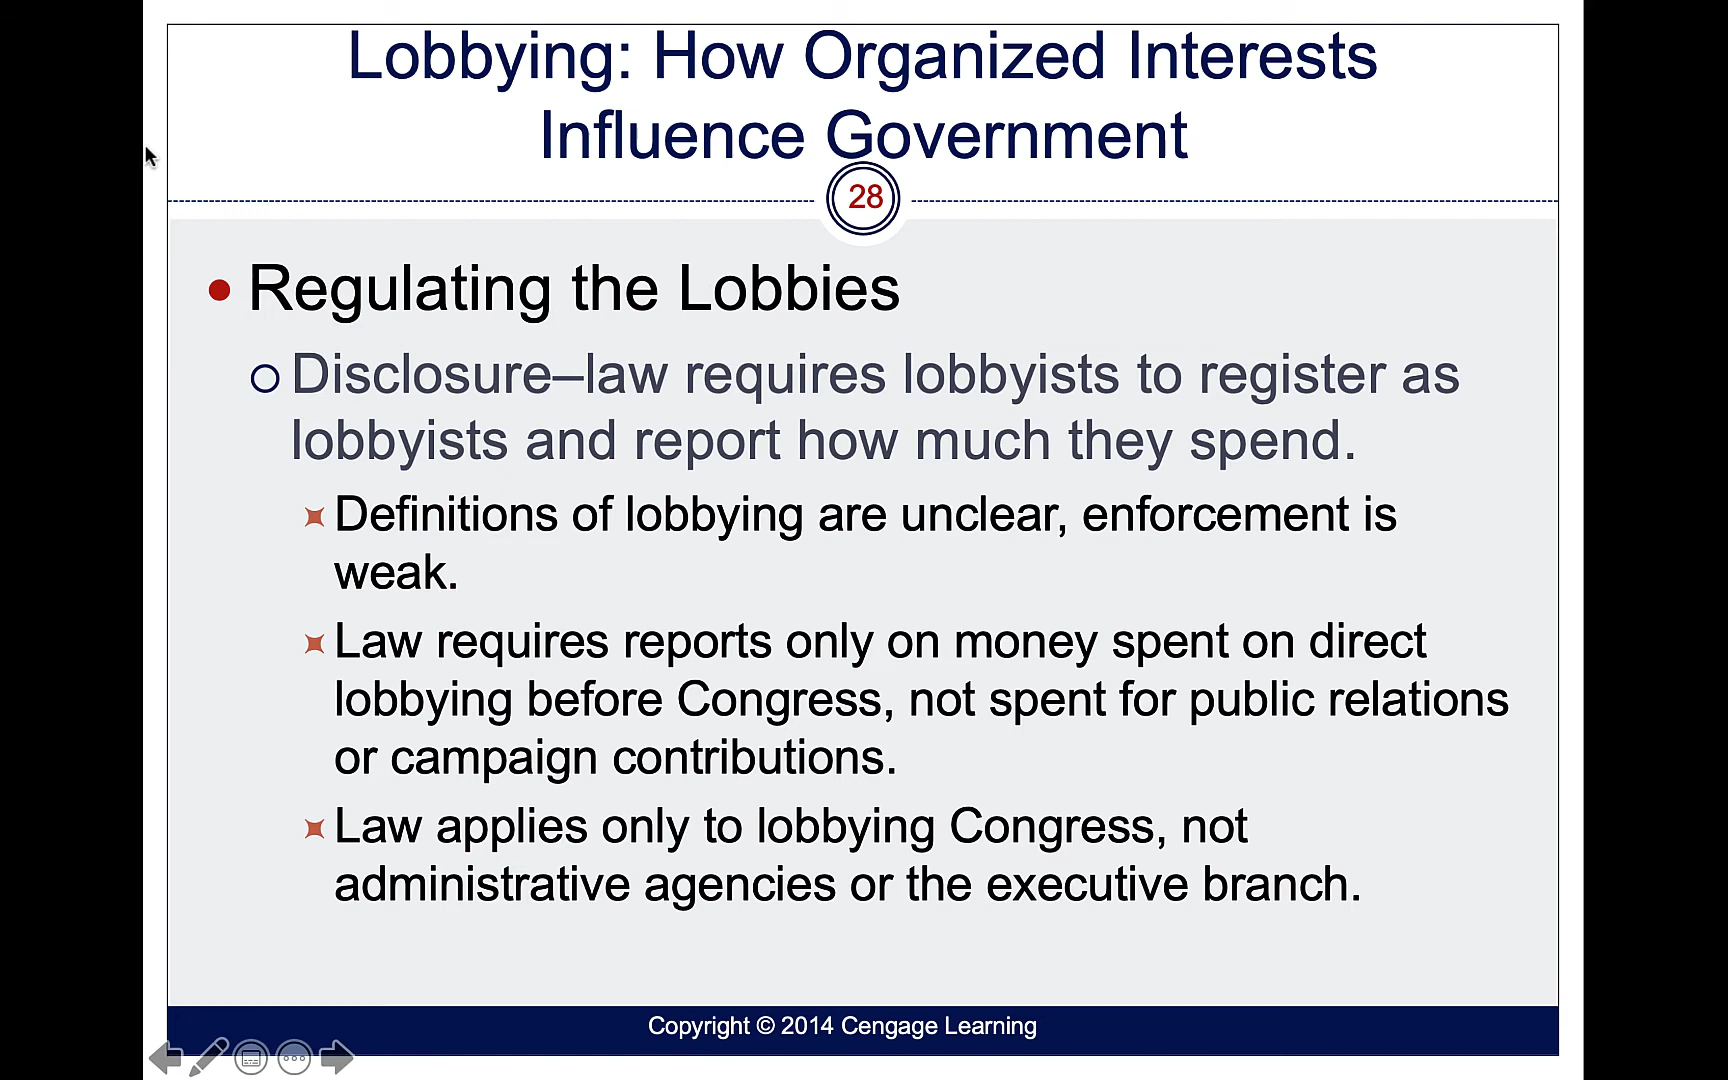 Lobbying: How Organized Interests
Influence Government
28
Regulating the Lobbies
Disclosure–law requires lobbyists to register as
lobbyists and report how much they spend.
Definitions of lobbying are unclear, enforcement is
weak.
Law requires reports only on money spent on direct
lobbying before Congress, not spent for public relations
or campaign contributions.
Law applies only to lobbying Congress, not
administrative agencies or the executive branch.
Copyright © 2014 Cengage Learning